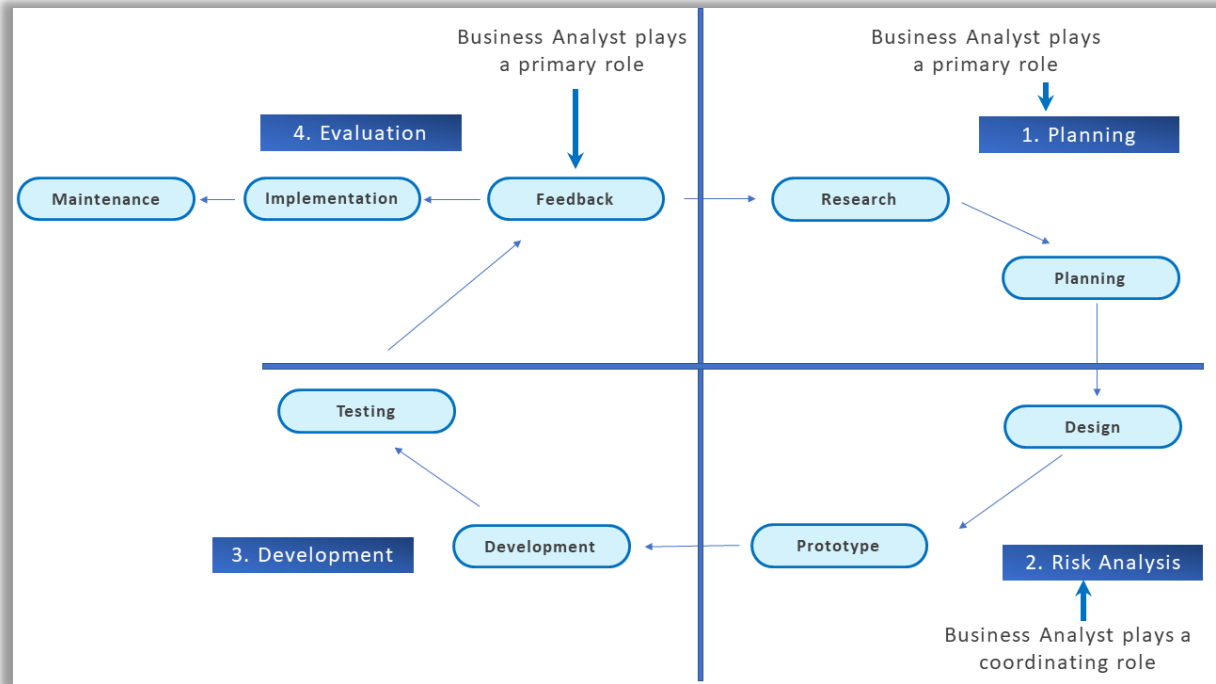 Business Analyst plays
a primary role
Business Analyst plays
a primary role
4. Evaluation
1. Planning
Maintenance
Implementation
Feedback
Research
Planning
Testing
Design
3. Development
Development
Prototype
2. Risk Analysis
Business Analyst plays a
coordinating role